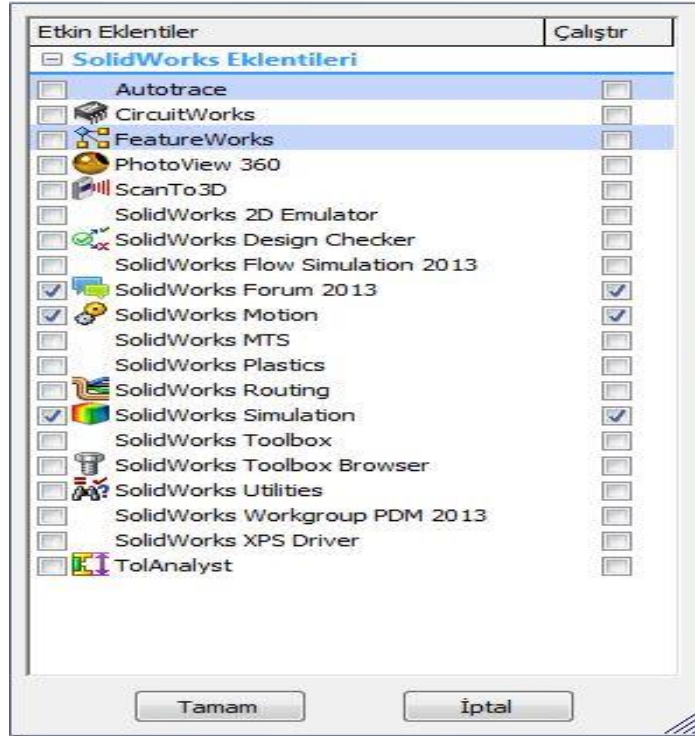 Etkin Eklentiler Çalıştır
SolidWorks Eklentileri
Autotrace
CircuitWorks
FeatureWorks
PhotoView 360
ScanTo3D
SolidWorks 2D Emulator
SolidWorks Design Checker
SolidWorks Flow Simulation 2013
SolidWorks Forum 2013
SolidWorks Motion
SolidWorks MTS
SolidWorks Plastics
SolidWorks Routing
SolidWorks Simulation
SolidWorks Toolbox
SolidWorks Toolbox Browser
SolidWorks Utilities
SolidWorks Workgroup PDM 2013
SolidWorks XPS Driver
TolAnalyst
Tamam İptal